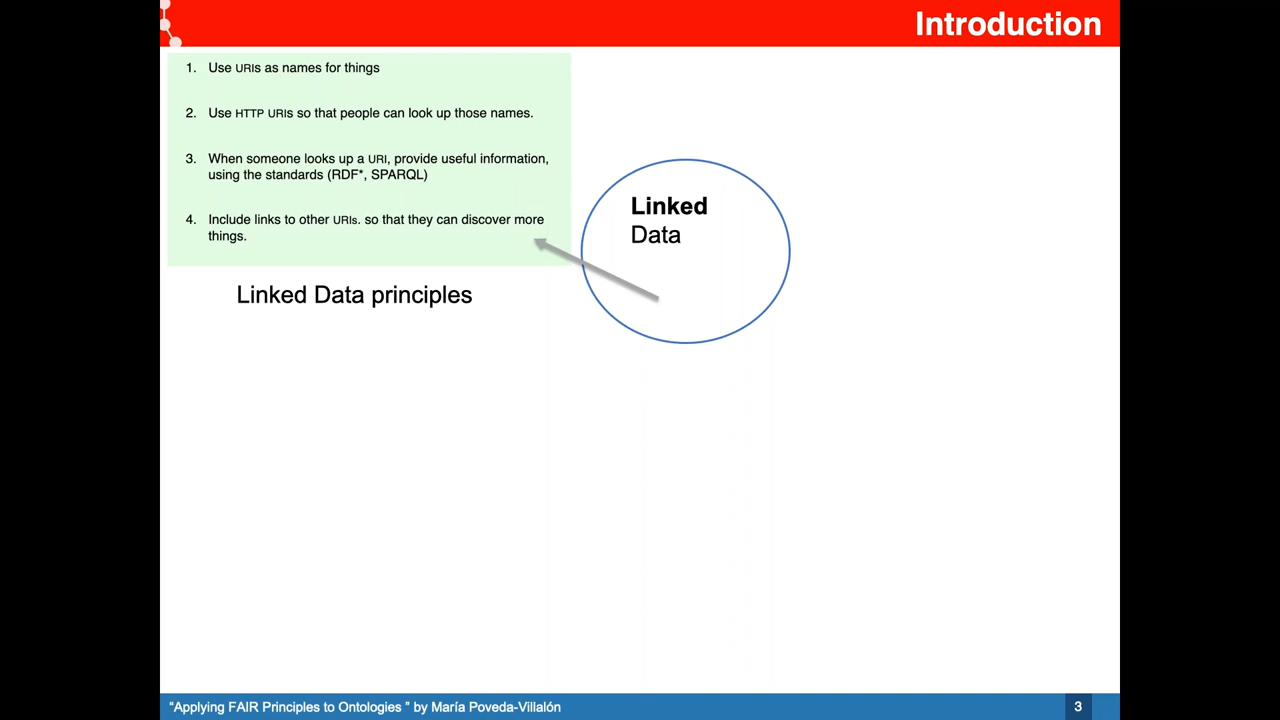 Introduction
1. Use URIs as names for things
2. Use HTTP URIs so that people can look up those names.
3. When someone looks up a URI, provide useful information,
using the standards (RDF*, SPARQL)
4. Include links to other URIs. so that they can discover more
things.
Linked Data principles
Linked
Data
“Applying FAIR Principles to Ontologies ” by María Poveda-Villalón
3